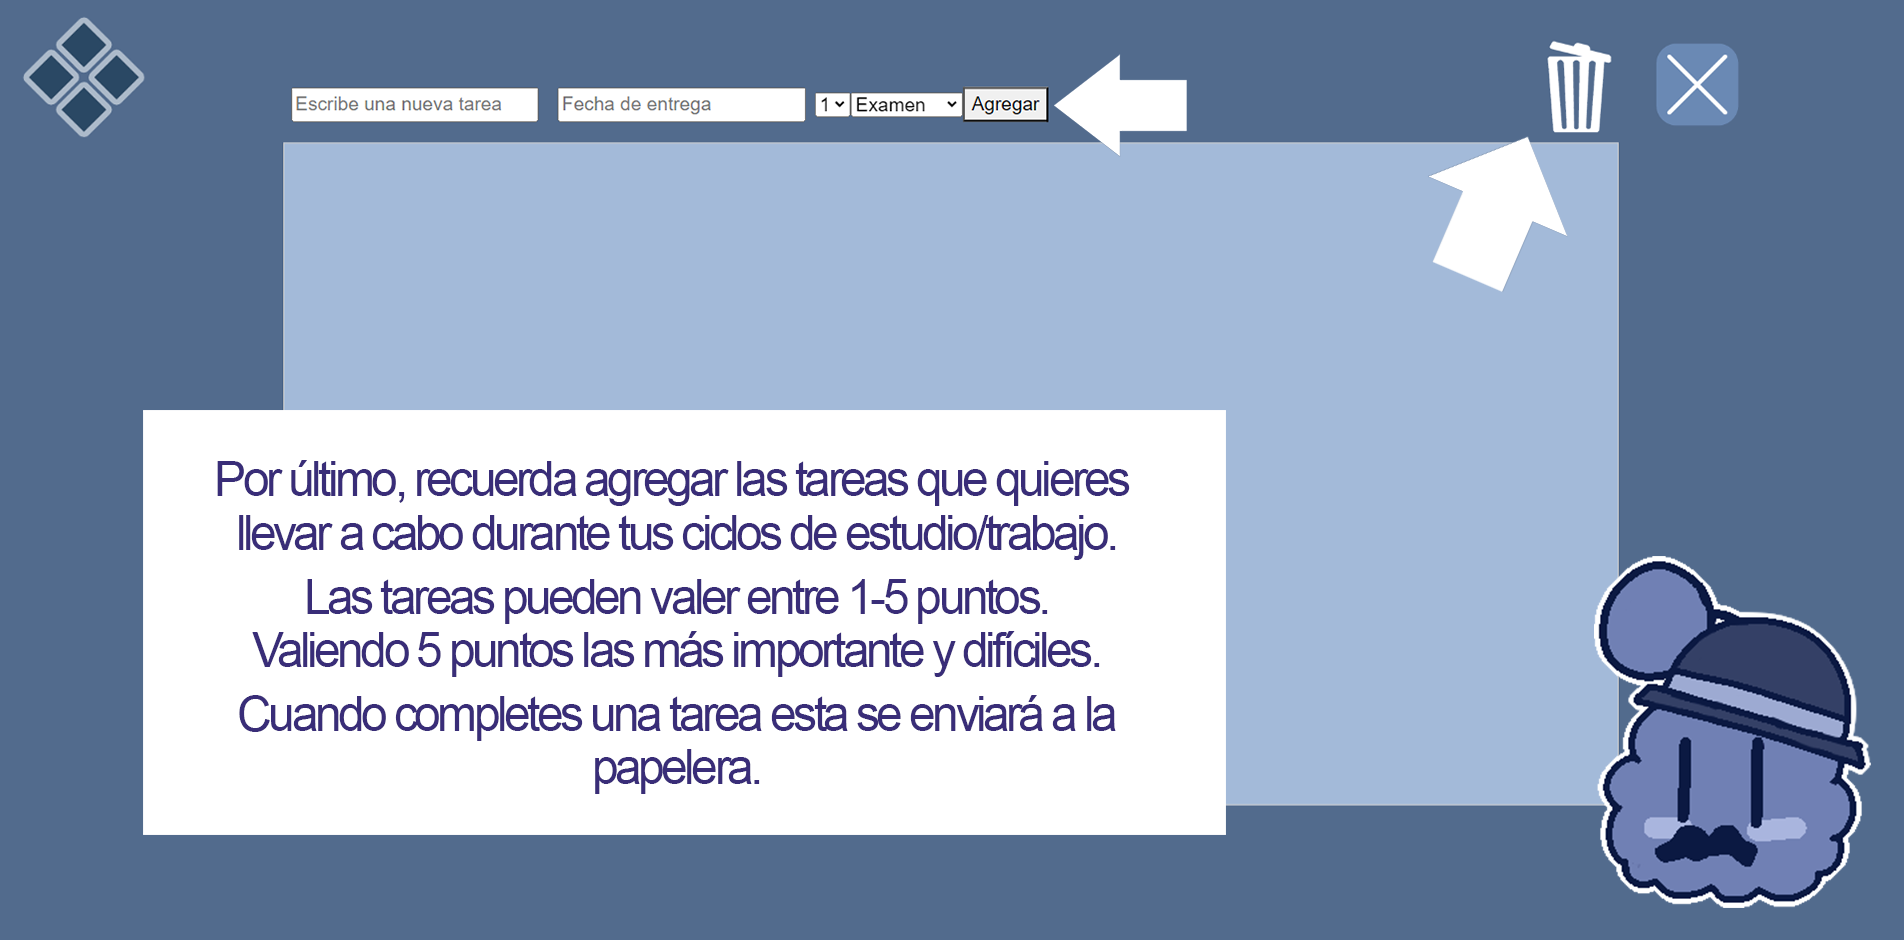 Escribe una nueva tarea Fecha de entrega 1 Examen Agregar
Por último, recuerda agregar las tareas que quieres
llevar a cabo durante tus ciclos de estudio/trabajo.
Las tareas pueden valer entre 1-5 puntos.
Valiendo 5 puntos las más importante y difíciles.
Cuando completes una tarea esta se enviará a la
papelera.